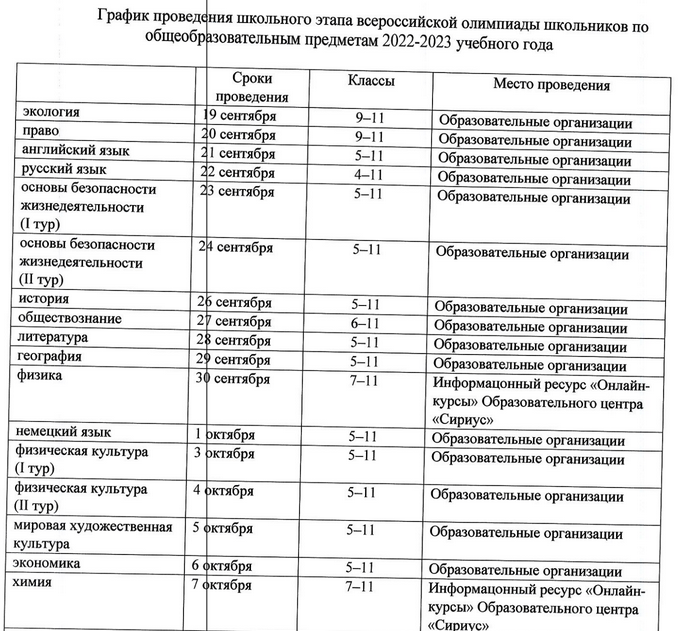 График проведения школьного этапа всероссийской олимпиады школьников по
общеобразовательным предметам 2022-2023 учебного года
Сроки проведения Классы Место проведения
экология 19 сентября 9–11 Образовательные организации
право 20 сентября 9–11 Образовательные организации
английский язык 21 сентября 5–11 Образовательные организации
русский язык 22 сентября 4–11 Образовательные организации
основы безопасности 23 сентября 5–11 Образовательные организации
жизнедеятельности
(I тур)
основы безопасности 24 сентября 5–11 Образовательные организации
жизнедеятельности
(II тур)
история 26 сентября 5–11 Образовательные организации
обществознание 27 сентября 6–11 Образовательные организации
литература 28 сентября 5–11 Образовательные организации
география 29 сентября 5–11 Образовательные организации
физика 30 сентября 7–11 Информацонный ресурс «Онлайн-
курсы» Образовательного центра
«Сириус»
немецкий язык 1 октября 5–11 Образовательные организации
физическая культура 3 октября 5–11 Образовательные организации
(I тур)
физическая культура 4 октября 5–11 Образовательные организации
(II тур)
мировая художественная 5 октября 5–11 Образовательные организации
культура
экономика 6 октября 5–11 Образовательные организации
химия 7 октября 7–11 Информацонный ресурс «Онлайн-
курсы» Образовательного центра
«Сириус»